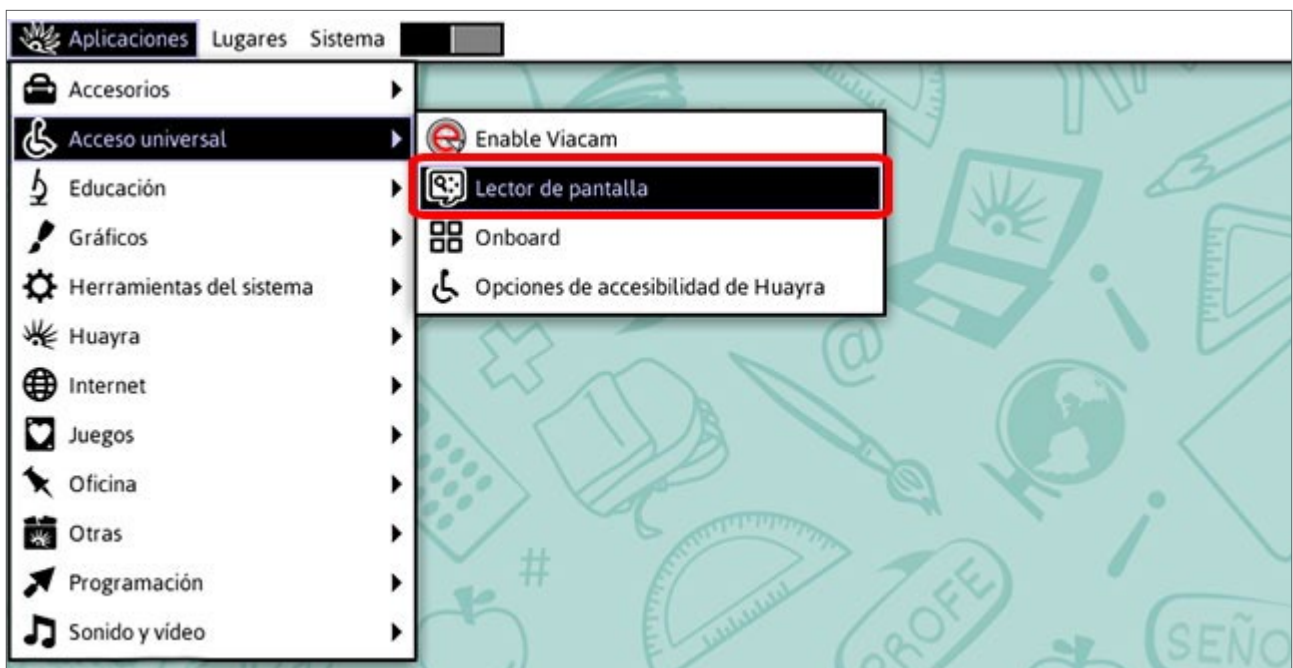 Aplicaciones Lugares Sistema
Accesorios
Acceso universal
Educación
Gráficos
Herramientas del sistema
Huayra
Internet
Juegos
Oficina
Otras
Programación
Sonido y vídeo
Enable Viacam
Lector de pantalla
Onboard
Opciones de accesibilidad de Huayra
@
#
PROFE
SEÑO